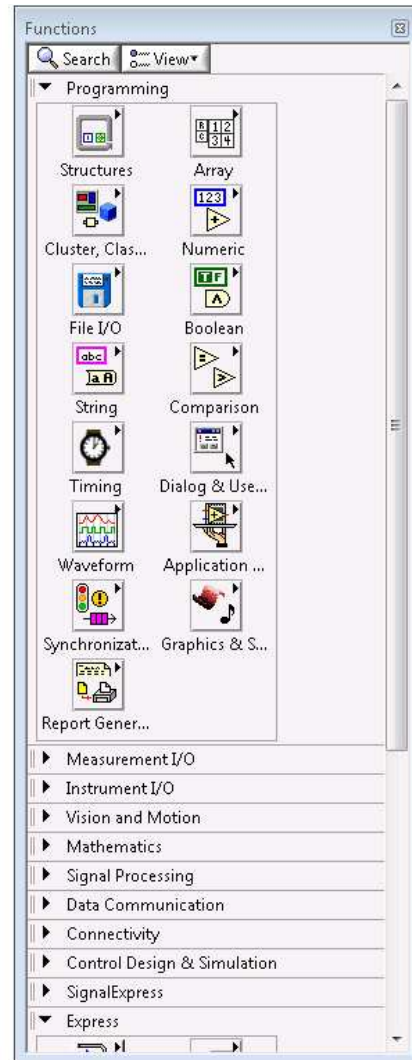 Functions
Search View
Programming
Structures Array
Cluster, Clas... Numeric
File I/O Boolean
String Comparison
Timing Dialog & Use...
Waveform Application ...
Synchronizat... Graphics & S...
Report Gener...
Measurement I/O
Instrument I/O
Vision and Motion
Mathematics
Signal Processing
Data Communication
Connectivity
Control Design & Simulation
SignalExpress
Express